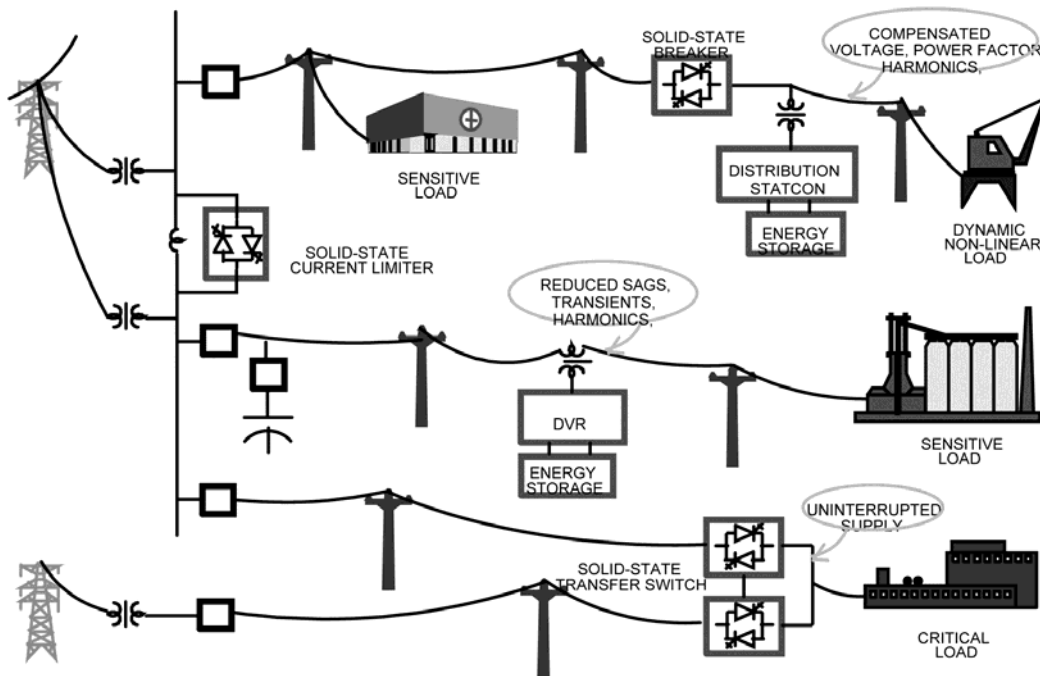 SOLID-STATE
BREAKER
COMPENSATED
VOLTAGE, POWER FACTOR
HARMONICS,
SENSITIVE
LOAD
DISTRIBUTION
STATCON
ENERGY
STORAGE
DYNAMIC
NON-LINEAR
LOAD
SOLID-STATE
CURRENT LIMITER
REDUCED SAGS,
TRANSIENTS,
HARMONICS,
DVR
ENERGY
STORAGE
SENSITIVE
LOAD
UNINTERRUPTED
SUPPLY
SOLID-STATE
TRANSFER SWITCH
CRITICAL
LOAD